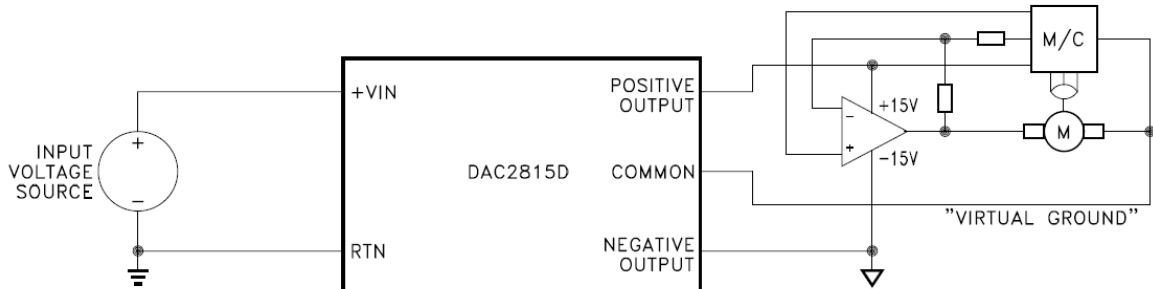 M/C
+VIN
POSITIVE
OUTPUT
+15V
−
+
−15V
M
+
−
INPUT
VOLTAGE
SOURCE
DAC2815D
COMMON
"VIRTUAL GROUND"
RTN
NEGATIVE
OUTPUT